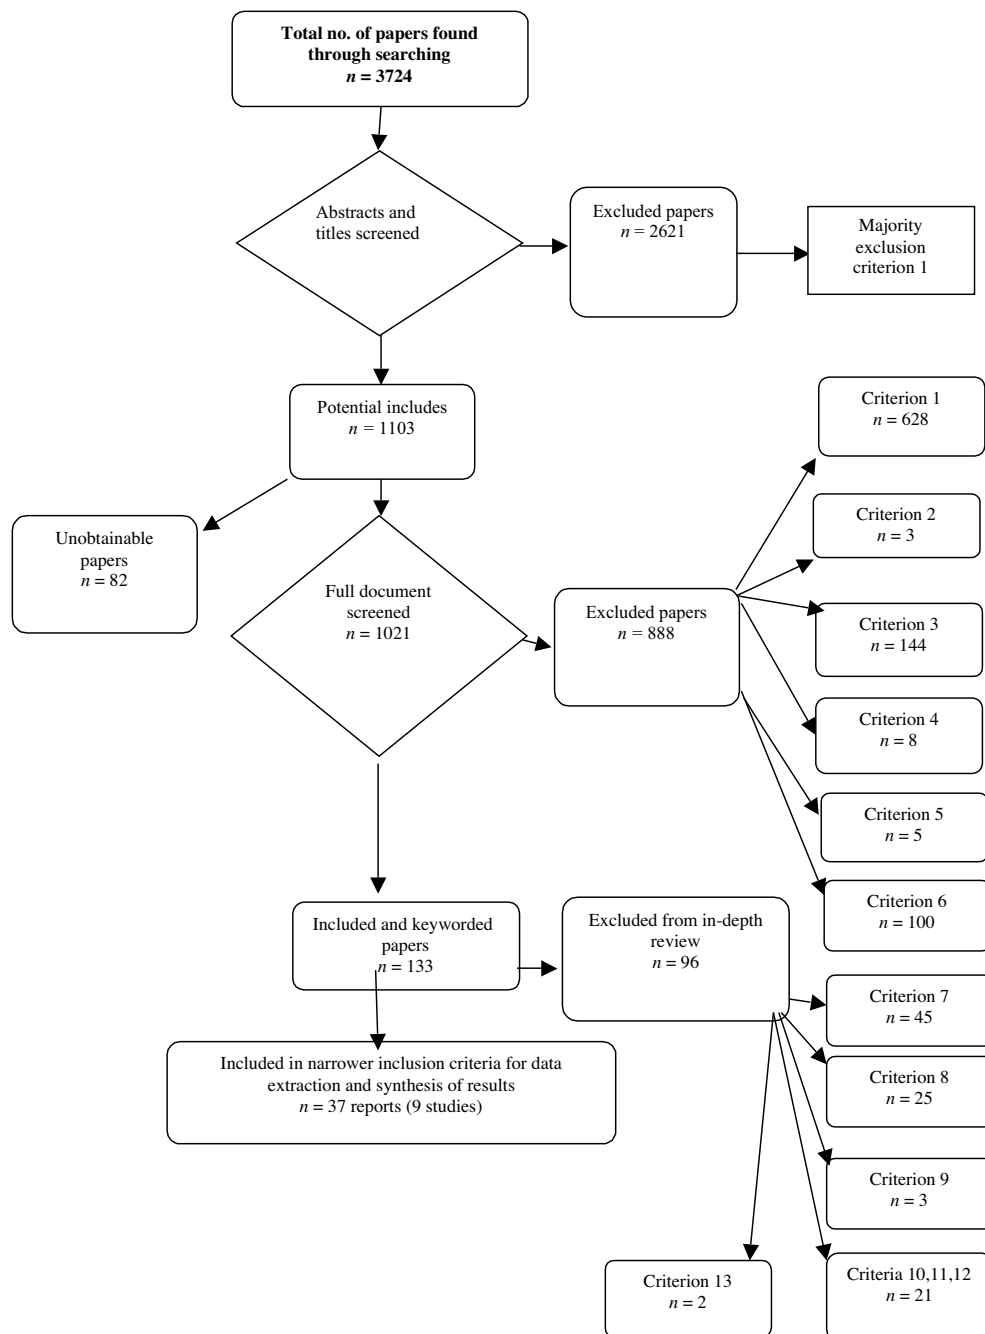 Total no. of papers found
through searching
n = 3724
Abstracts and
titles screened
Excluded papers
n = 2621
Majority
exclusion
criterion 1
Potential includes
n = 1103
Unobtainable
papers
n = 82
Full document
screened
n = 1021
Excluded papers
n = 888
Criterion 1
n = 628
Criterion 2
n = 3
Criterion 3
n = 144
Criterion 4
n = 8
Criterion 5
n = 5
Criterion 6
n = 100
Included and keyworded
papers
n = 133
Excluded from in-depth
review
n = 96
Included in narrower inclusion criteria for data
extraction and synthesis of results
n = 37 reports (9 studies)
Criterion 7
n = 45
Criterion 8
n = 25
Criterion 9
n = 3
Criteria 10,11,12
n = 21
Criterion 13
n = 2